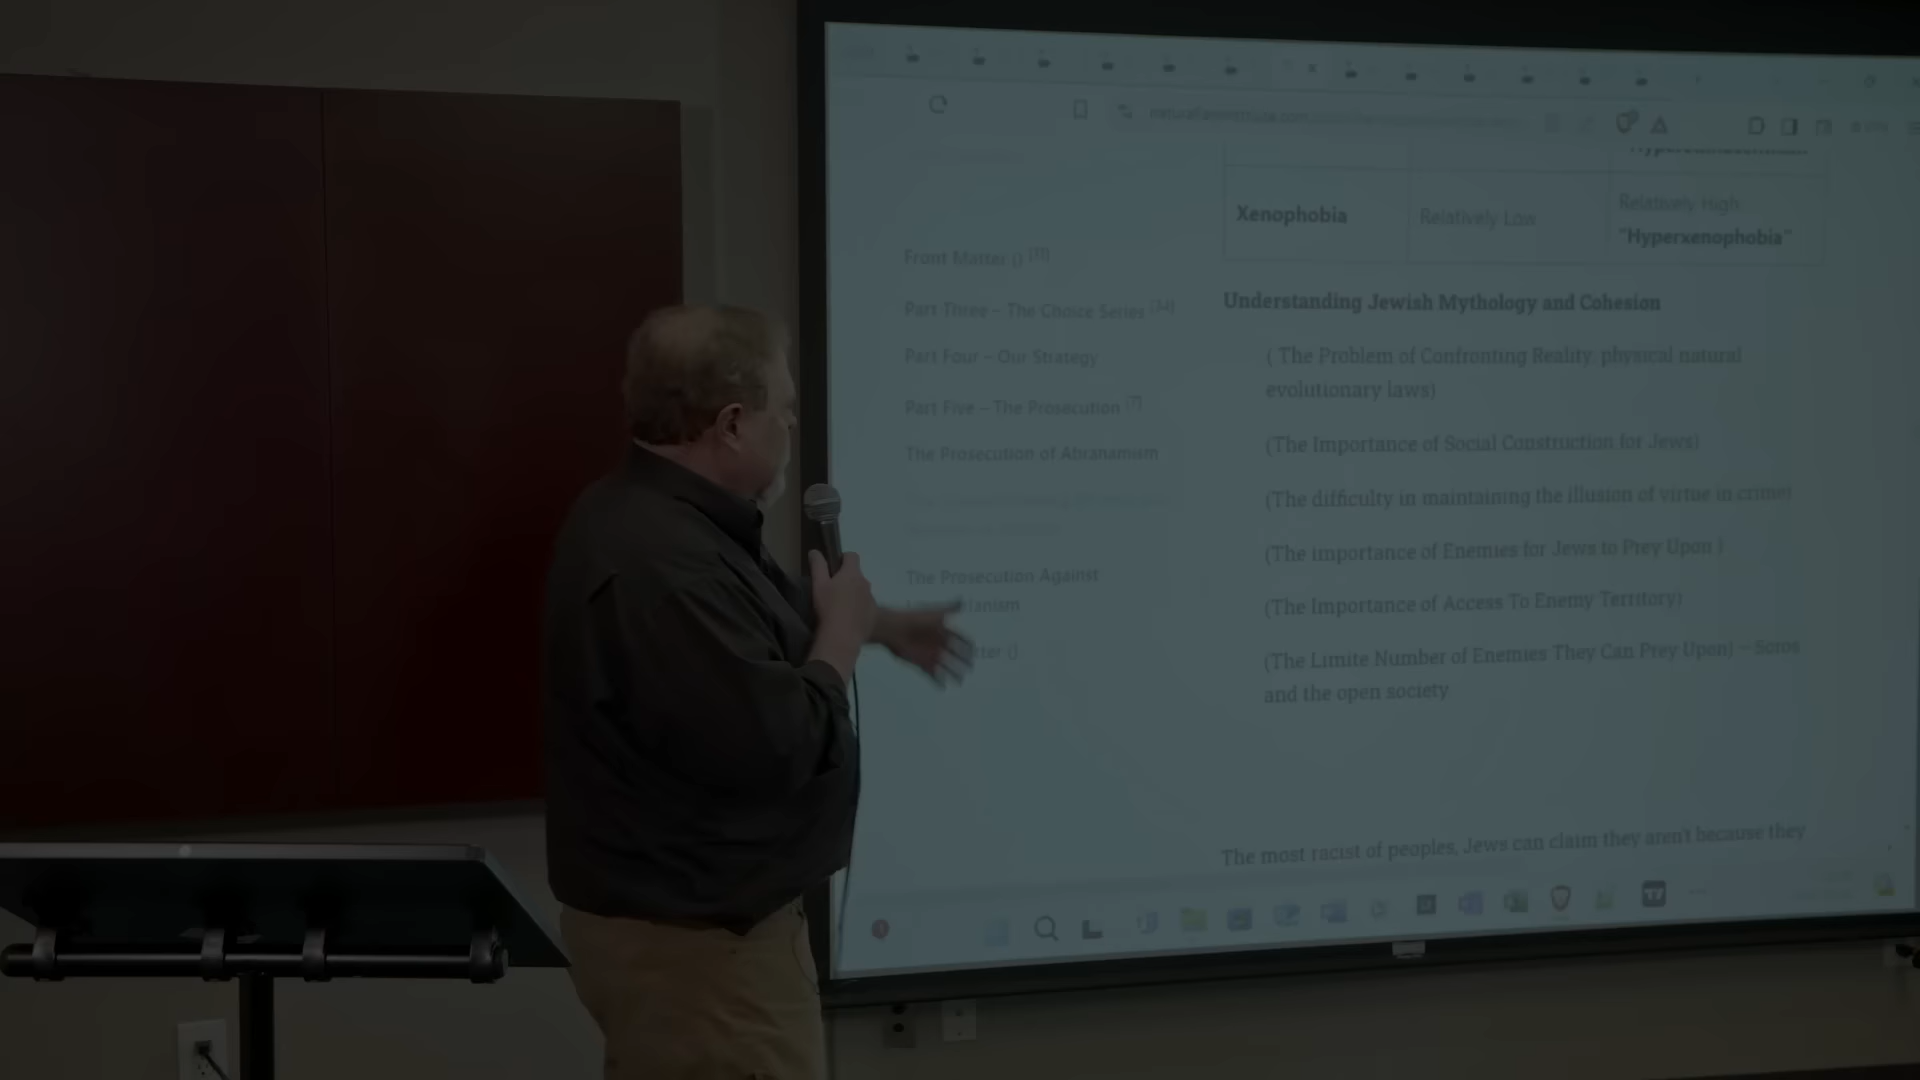 Xenophobia
Relatively Low
Relatively High
"Hyperxenophobia"
Front Matter ()
Part Three – The Choice Series
Part Four – Our Strategy
Part Five – The Prosecution [7]
The Prosecution of Abrahamism
The Prosecution Against
Understanding Jewish Mythology and Cohesion
( The Problem of Confronting Reality, physical natural
evolutionary laws)
(The Importance of Social Construction for Jews)
(The difficulty in maintaining the illusion of virtue in crime)
(The importance of Enemies for Jews to Prey Upon )
(The Importance of Access To Enemy Territory)
(The Limite Number of Enemies They Can Prey Upon) – Soros
and the open society
The most racist of peoples, Jews can claim they aren't because they